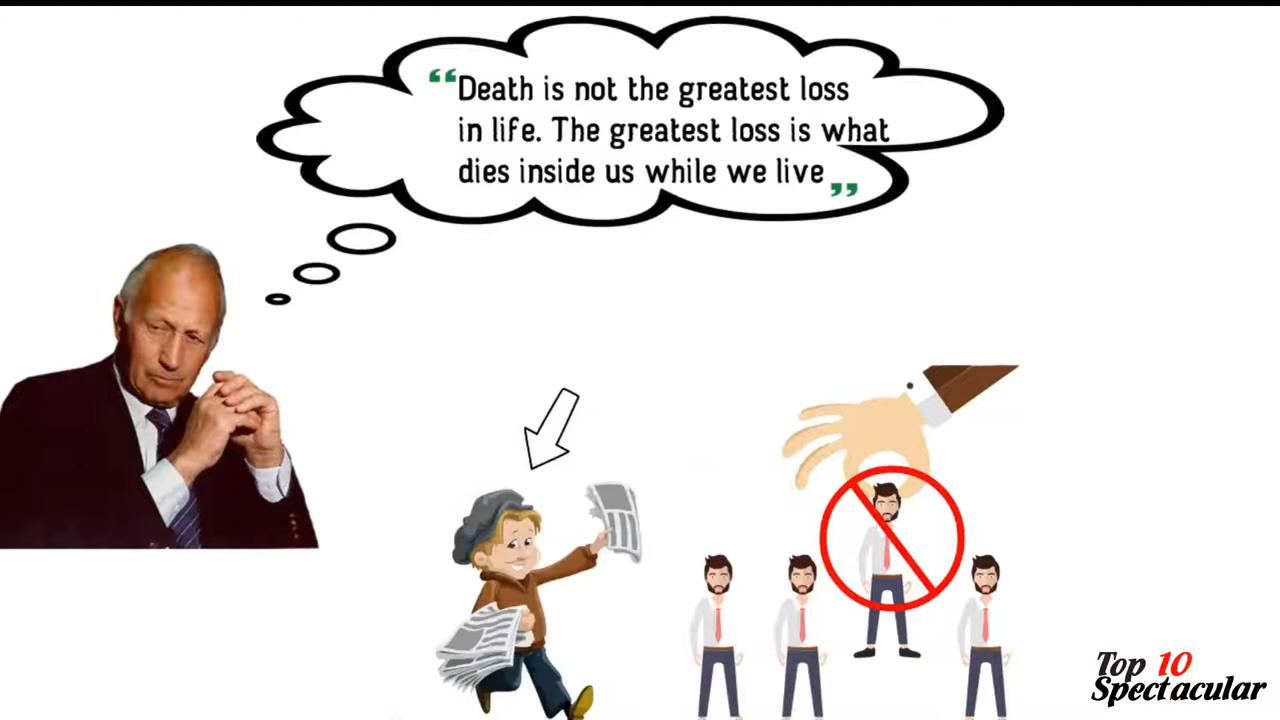 “Death is not the greatest loss
in life. The greatest loss is what
dies inside us while we live”
Top 10
Spectacular